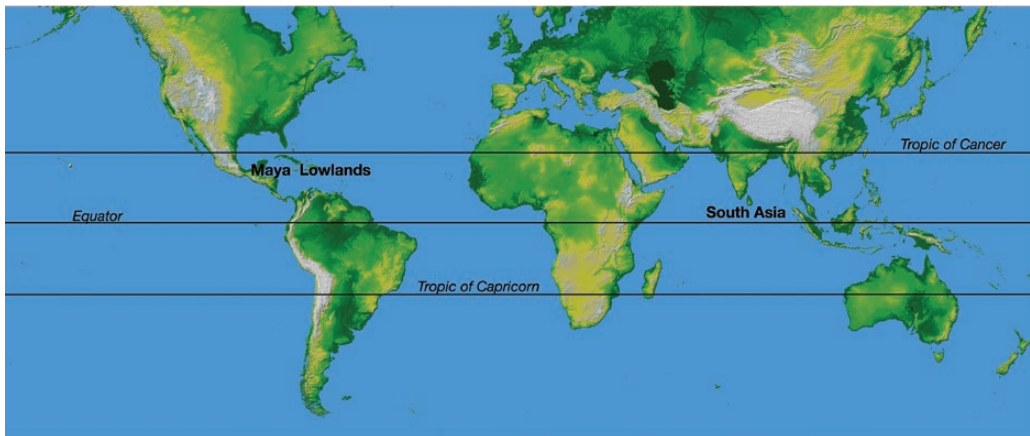 Tropic of Cancer
Maya Lowlands
South Asia
Equator
Tropic of Capricorn